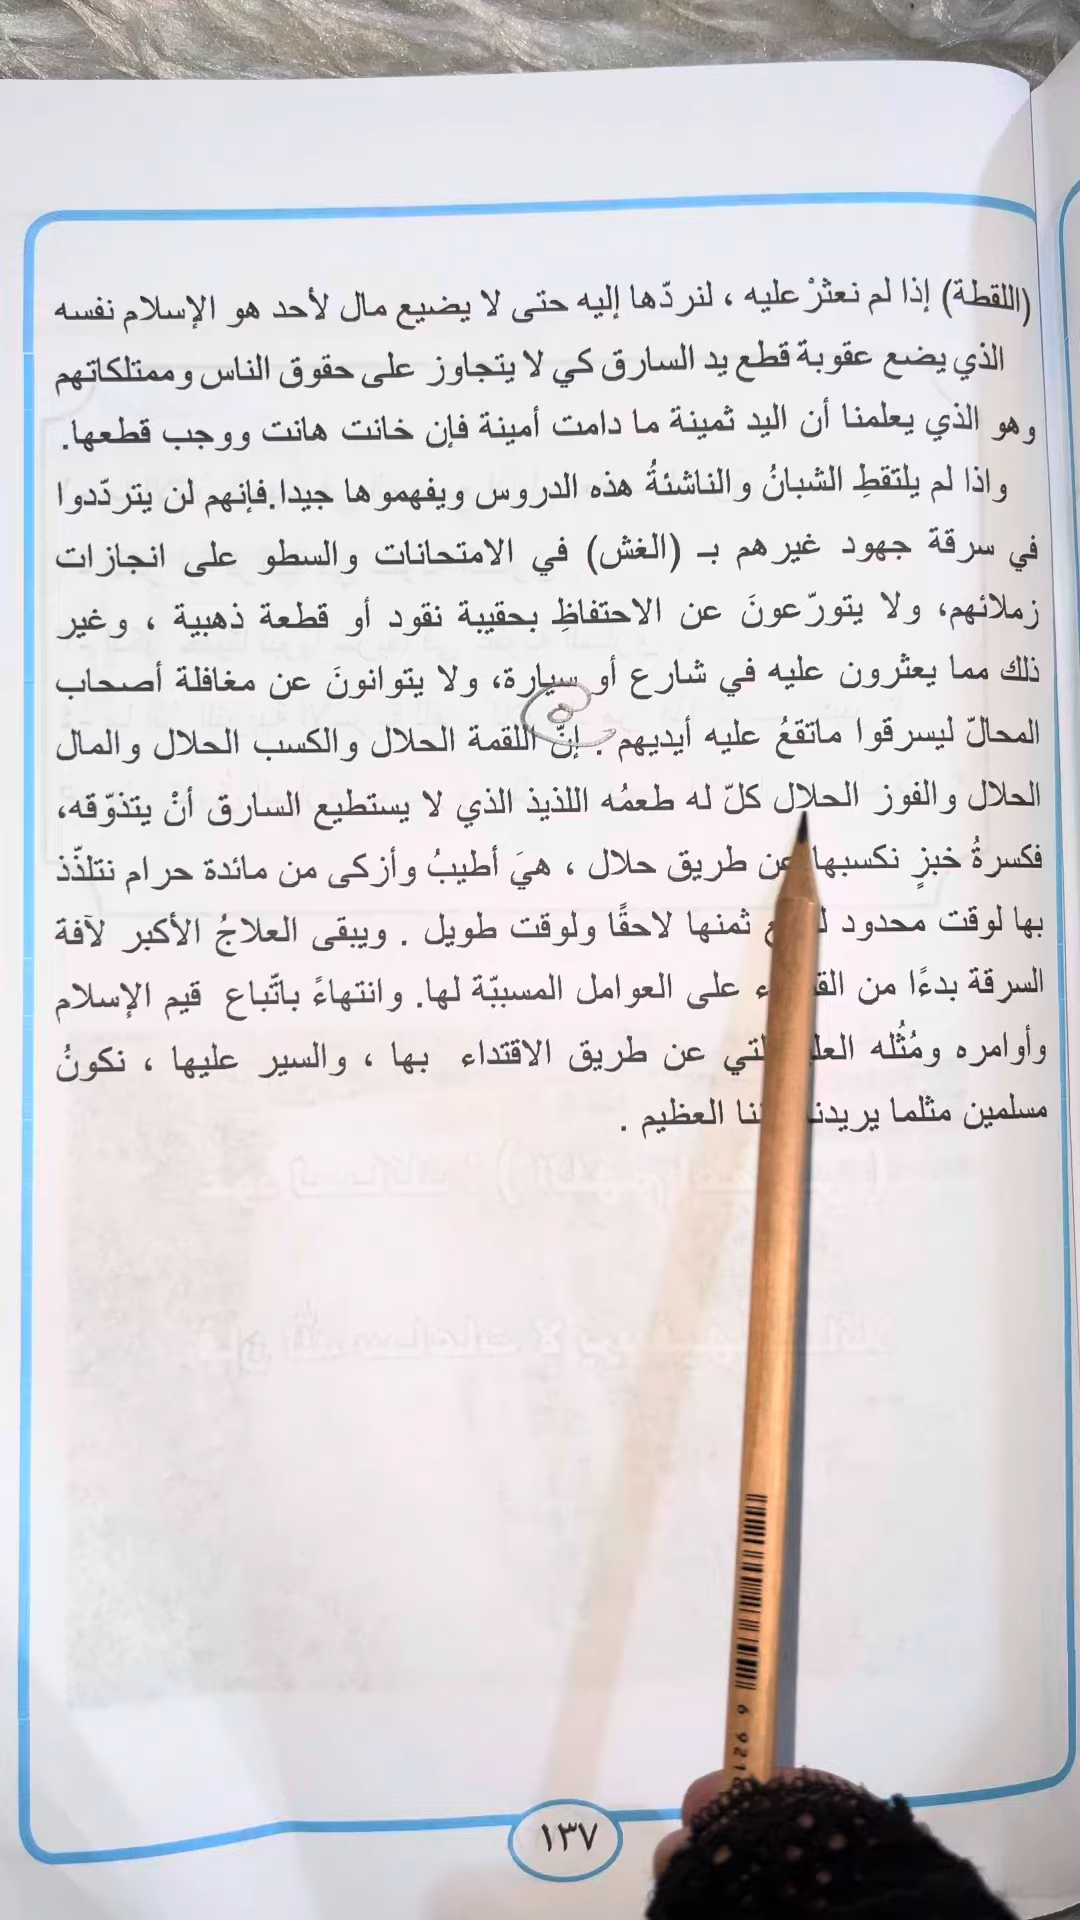 (اللقطة) إذا لم نعثرْ عليه ، لنردّها إليه حتى لا يضيع مال لأحد هو الإسلام نفسه
الذي يضع عقوبة قطع يد السارق كي لا يتجاوز على حقوق الناس وممتلكاتهم
وهو الذي يعلمنا أن اليد ثمينة ما دامت أمينة فإن خانت هانت ووجب قطعها.
واذا لم يلتقطِ الشبانُ والناشئةُ هذه الدروس ويفهموها جيدا.فإنهم لن يتردّدوا
في سرقة جهود غيرهم بـ (الغش) في الامتحانات والسطو على انجازات
زملائهم، ولا يتورّعونَ عن الاحتفاظِ بحقيبة نقود أو قطعة ذهبية ، وغير
ذلك مما يعثرون عليه في شارع أو سيارة، ولا يتوانونَ عن مغافلة أصحاب
المحالّ ليسرقوا ماتقعُ عليه أيديهم . إنّ اللقمة الحلال والكسب الحلال والمال
الحلال والفوز الحلال كلّ له طعمُه اللذيذ الذي لا يستطيع السارق أنْ يتذوّقه،
فكسرةُ خبزٍ نكسبها عن طريق حلال ، هيَ أطيبُ وأزكى من مائدة حرام نتلذّذ
بها لوقت محدود ثمنها لاحقًا ولوقت طويل . ويبقى العلاجُ الأكبر لآفة
السرقة بدءًا من على العوامل المسببّة لها. وانتهاءً باتّباع قيم الإسلام
وأوامره ومُثُله عن طريق الاقتداء بها ، والسير عليها ، نكونُ
مسلمين مثلما العظيم .
١٣٧